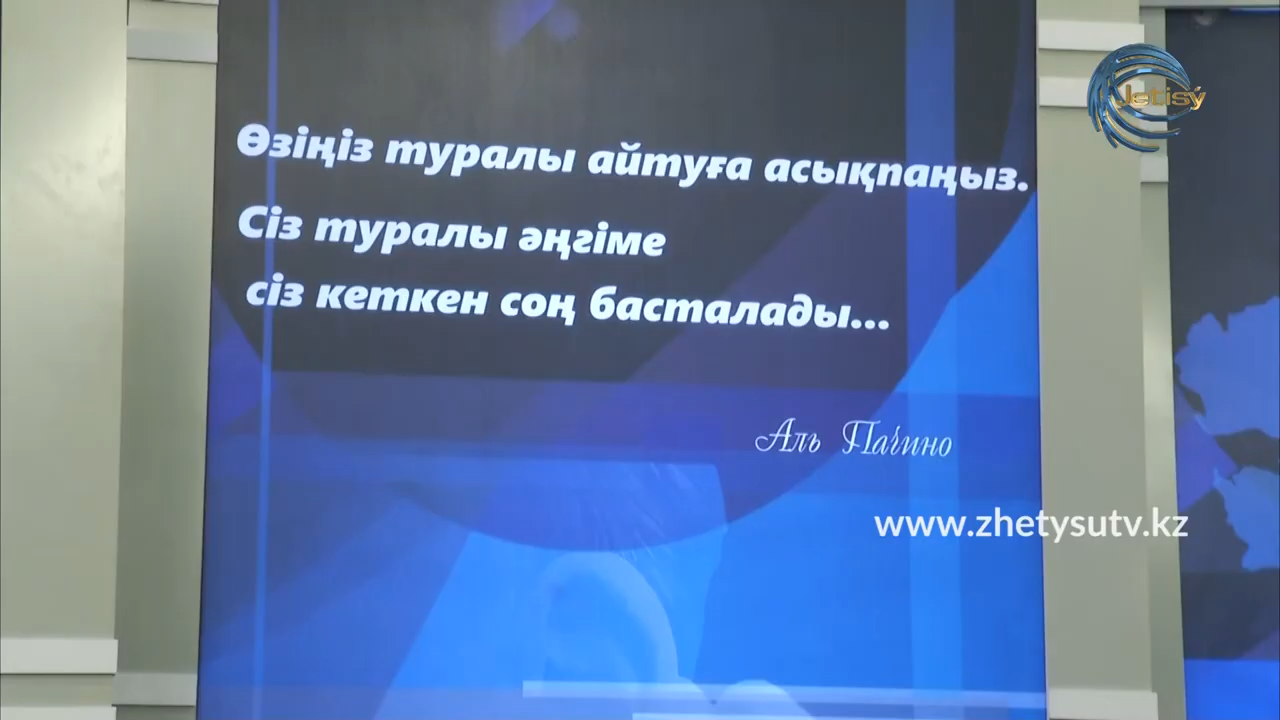 Jetisý
Өзіңіз туралы айтуға асықпаңыз.
Сіз туралы әңгіме
сіз кеткен соң басталады...
Аль Пачино
www.zhetysutv.kz